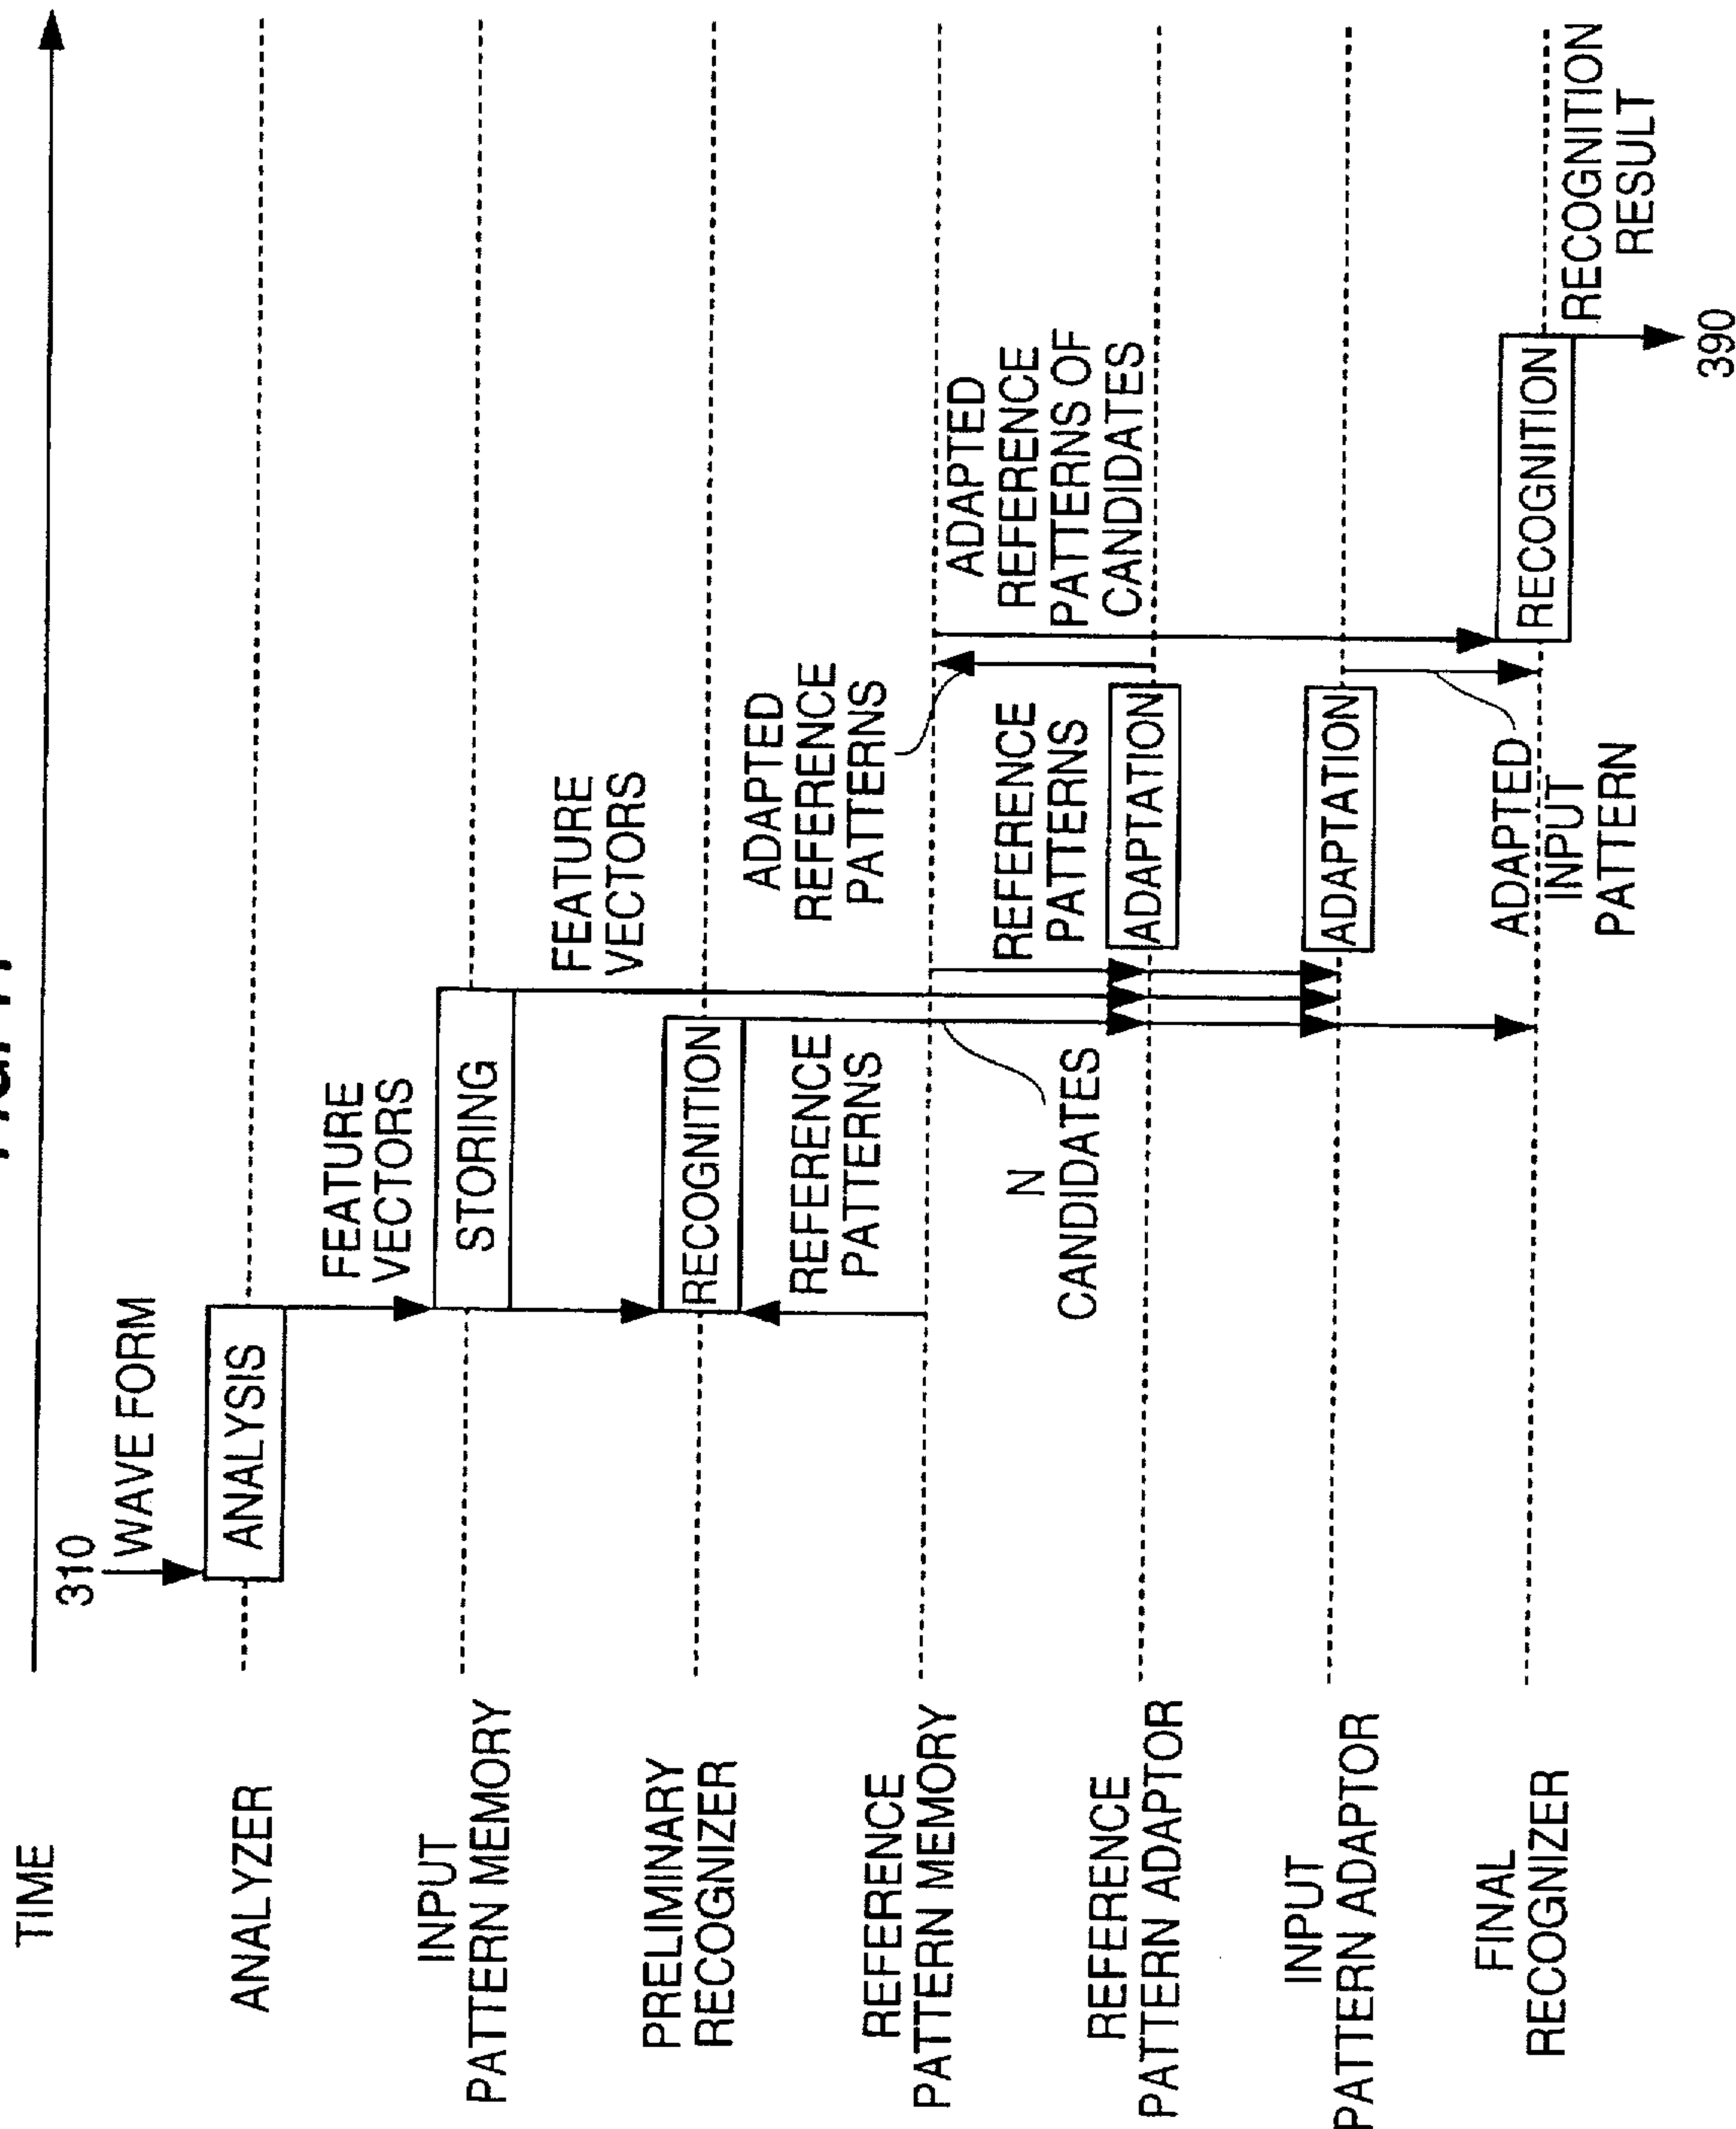 TIME
310
WAVE FORM
ANALYZER
ANALYSIS
FEATURE
VECTORS
INPUT
PATTERN MEMORY
STORING
FEATURE
VECTORS
PRELIMINARY
RECOGNIZER
RECOGNITION
REFERENCE
PATTERNS
ADAPTED
REFERENCE
PATTERNS
REFERENCE
PATTERN MEMORY
N
CANDIDATES
REFERENCE
PATTERNS
ADAPTED
REFERENCE
PATTERNS OF
CANDIDATES
REFERENCE
PATTERN ADAPTOR
ADAPTATION
INPUT
PATTERN ADAPTOR
ADAPTATION
ADAPTED
INPUT
PATTERN
FINAL
RECOGNIZER
RECOGNITION
RECOGNITION
RESULT
390